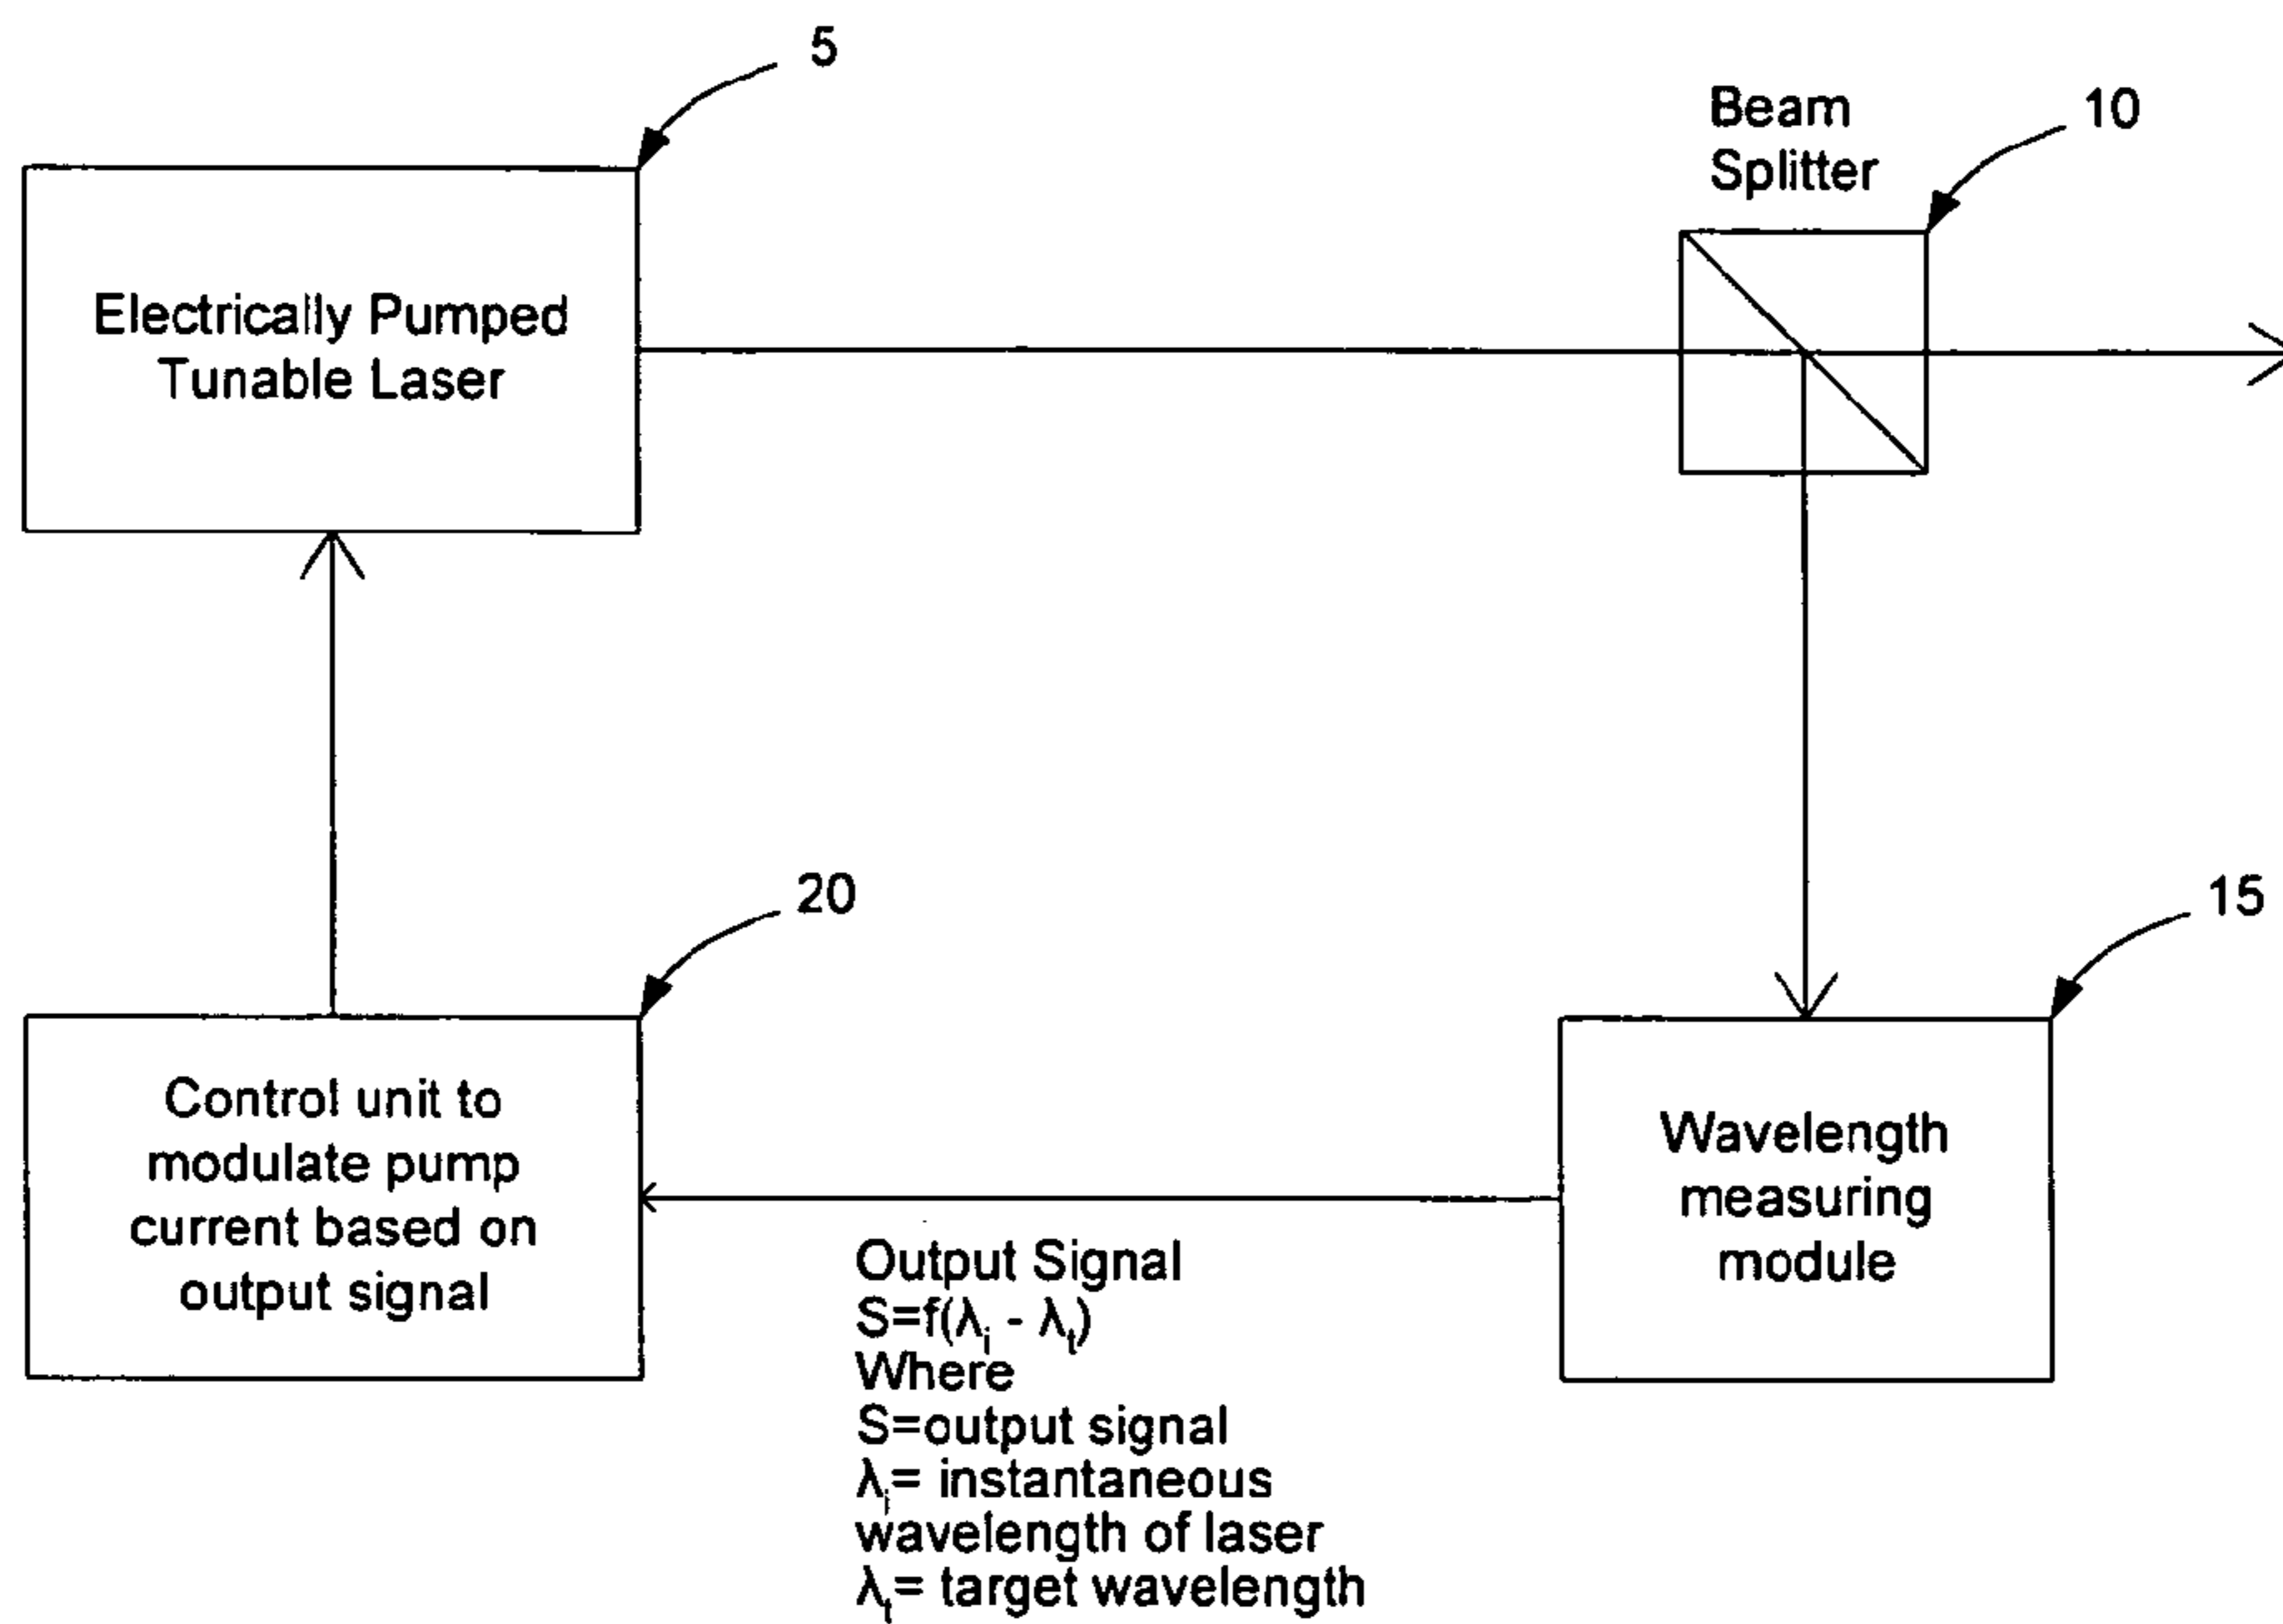 5
Beam
Splitter
10
Electrically Pumped
Tunable Laser
20
15
Control unit to
modulate pump
current based on
output signal
Wavelength
measuring
module
Output Signal
S=f(λi - λt)
Where
S=output signal
λi= instantaneous
wavelength of laser
λt= target wavelength